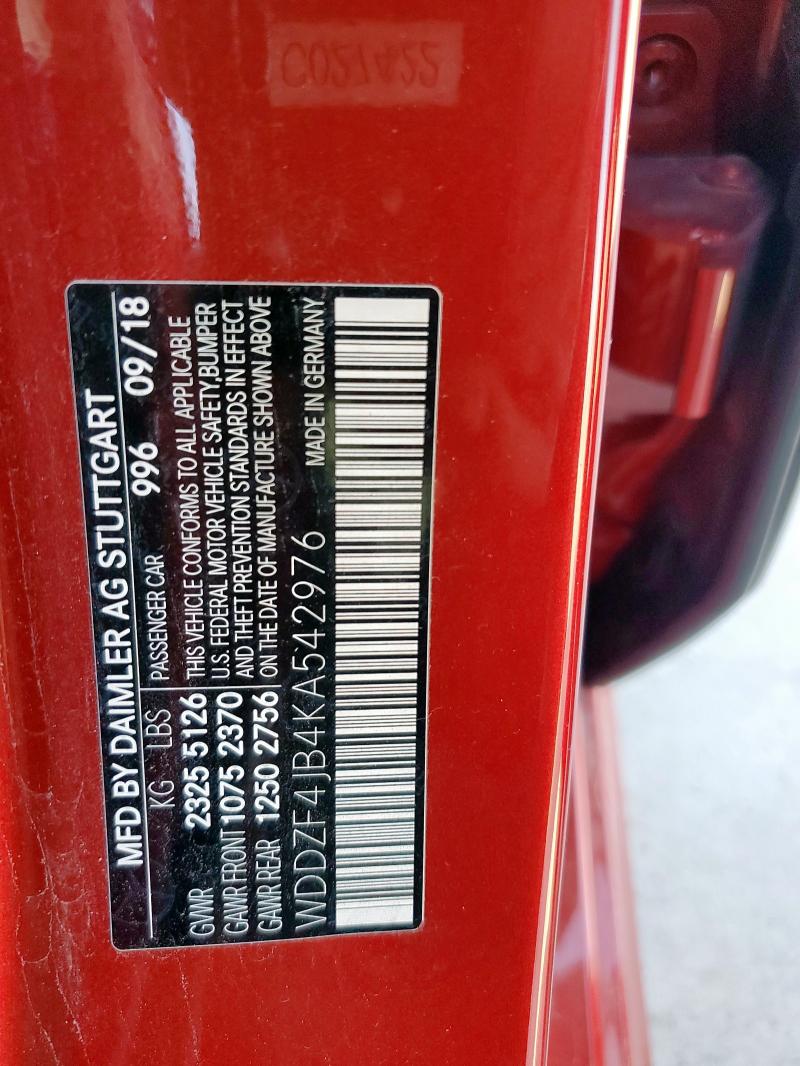 MFD BY DAIMLER AG STUTTGART
KG LBS PASSENGER CAR 996 09/18
GVWR 2325 5126 THIS VEHICLE CONFORMS TO ALL APPLICABLE
GAWR FRONT 1075 2370 U.S. FEDERAL MOTOR VEHICLE SAFETY, BUMPER
GAWR REAR 1250 2756 AND THEFT PREVENTION STANDARDS IN EFFECT
ON THE DATE OF MANUFACTURE SHOWN ABOVE
WDDZF4JB4KA542976 MADE IN GERMANY
C027422